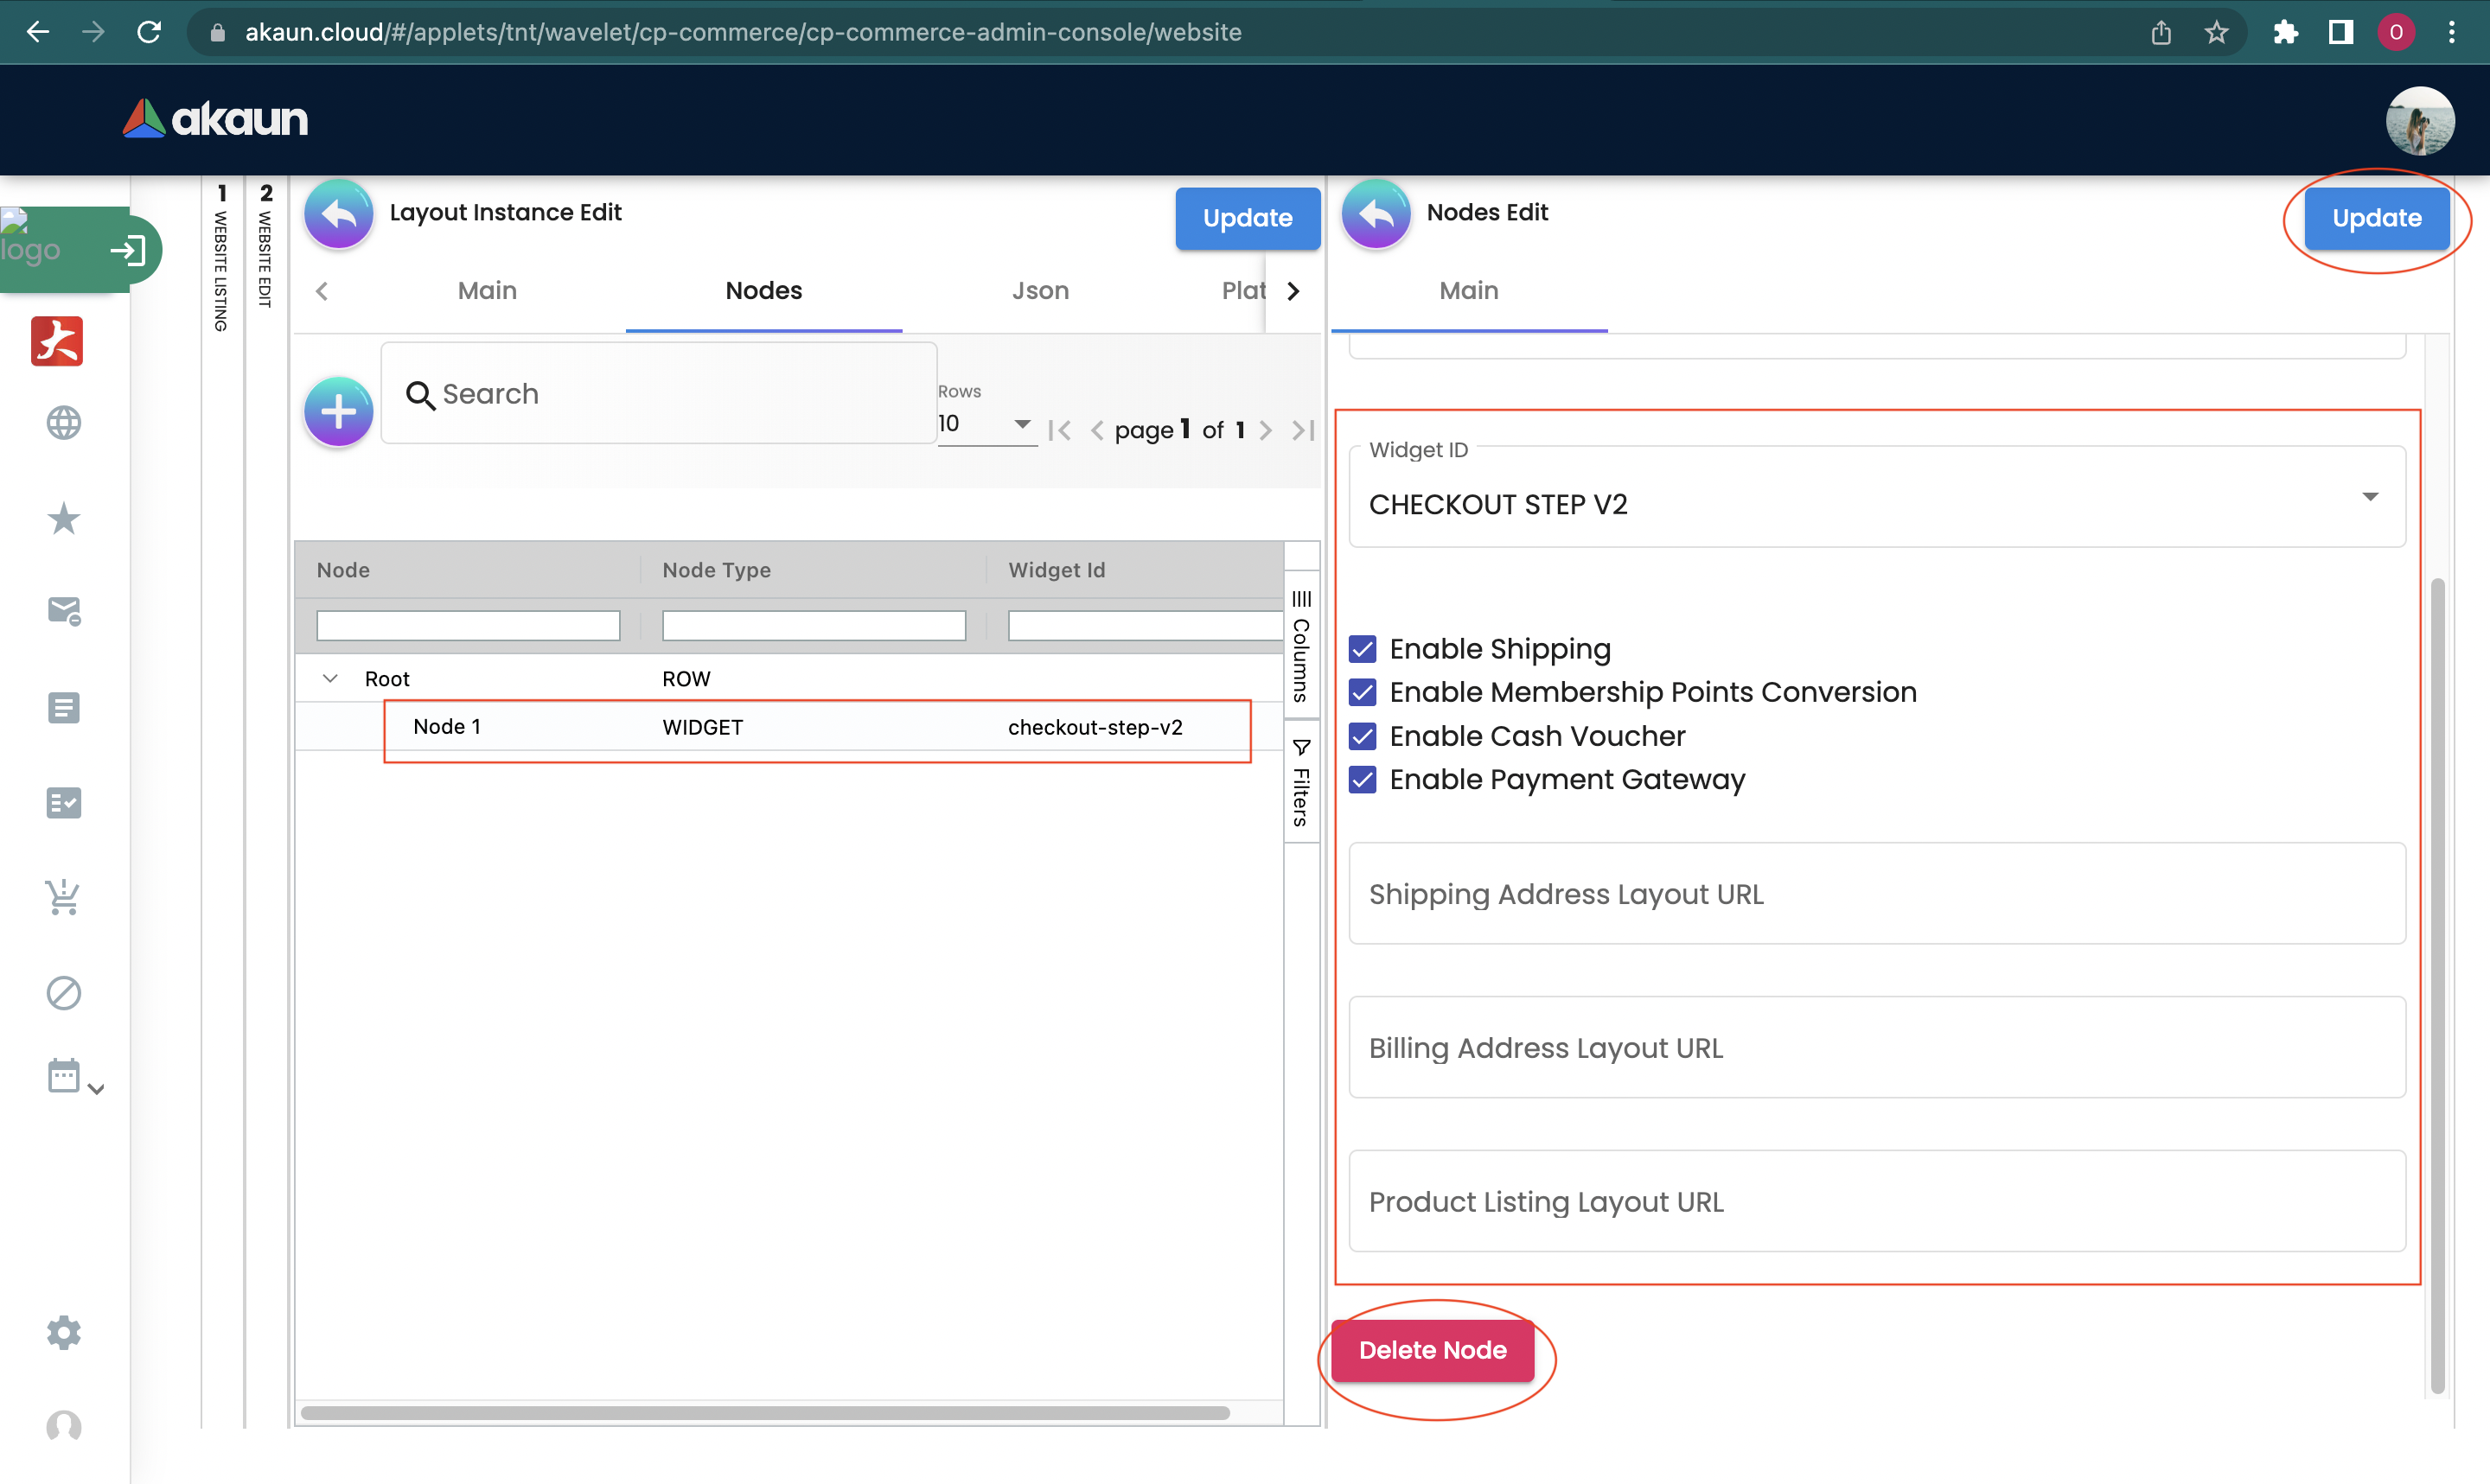 akaun.cloud/#/applets/tnt/wavelet/cp-commerce/cp-commerce-admin-console/website
O
akaun
logo
1 WEBSITE LISTING
2 WEBSITE EDIT
Layout Instance Edit
Update
Main
Nodes
Json
Plat
Search
Rows
10
page 1 of 1
Node
Node Type
Widget Id
Root
ROW
Node 1
WIDGET
checkout-step-v2
Columns
Filters
Nodes Edit
Update
Main
Widget ID
CHECKOUT STEP V2
Enable Shipping
Enable Membership Points Conversion
Enable Cash Voucher
Enable Payment Gateway
Shipping Address Layout URL
Billing Address Layout URL
Product Listing Layout URL
Delete Node